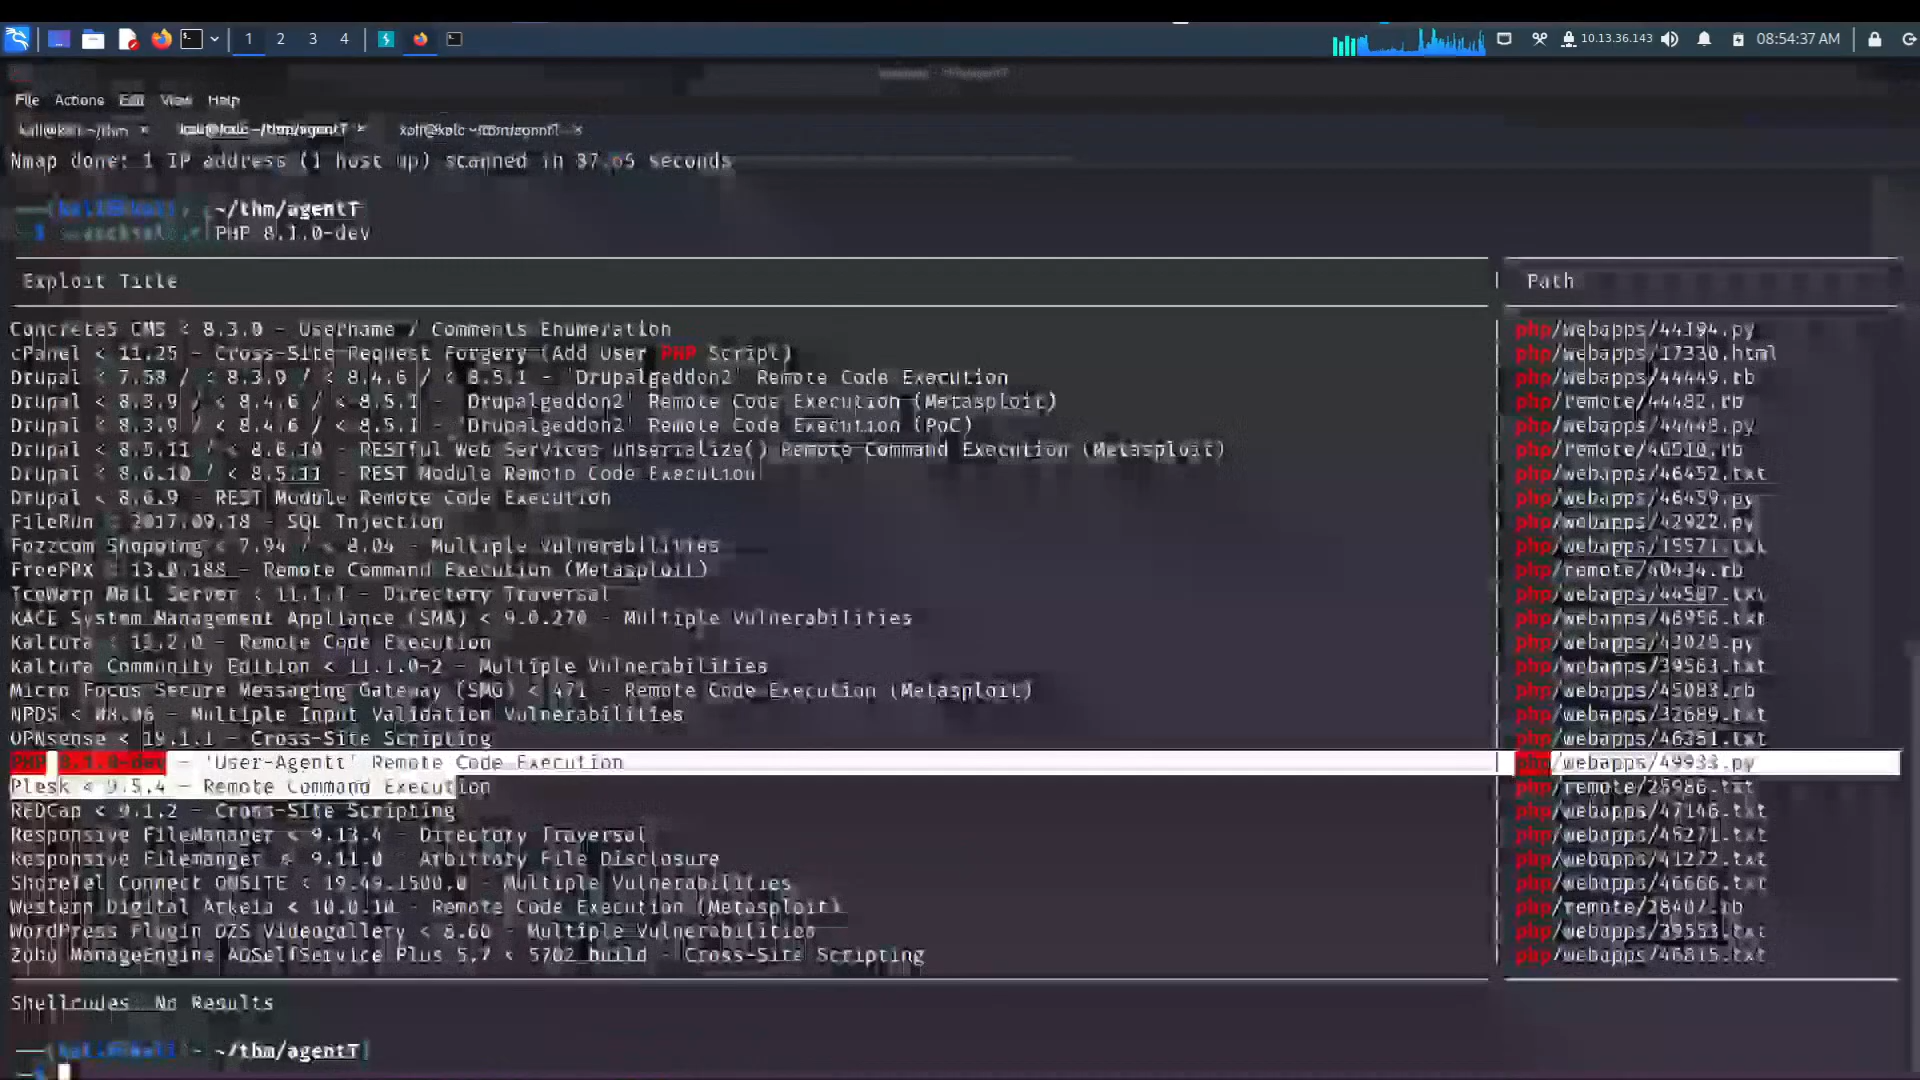 1 2 3 4 10.13.36.143 08:54:37 AM
File Actions Edit View Help
kali@kali ~/thm × kali@kali ~/thm/agentT ×
Nmap done: 1 IP address (1 host up) scanned in 37.65 seconds
~/thm/agentT
PHP 8.1.0-dev
Exploit Title | Path
Concrete5 CMS < 8.3.0 - Username / Comments Enumeration php/webapps/44194.py
cPanel < 11.25 - Cross-Site Request Forgery (Add User PHP Script) php/webapps/17330.html
Drupal < 7.58 / < 8.3.9 / < 8.4.6 / < 8.5.1 - 'Drupalgeddon2' Remote Code Execution php/webapps/44449.rb
Drupal < 8.3.9 / < 8.4.6 / < 8.5.1 - 'Drupalgeddon2' Remote Code Execution (Metasploit) php/remote/44482.rb
Drupal < 8.3.9 / < 8.4.6 / < 8.5.1 - 'Drupalgeddon2' Remote Code Execution (PoC) php/webapps/44448.py
Drupal < 8.5.11 / < 8.6.10 - RESTful Web Services unserialize() Remote Command Execution (Metasploit) php/remote/46510.rb
Drupal < 8.6.10 / < 8.5.11 - REST Module Remote Code Execution php/webapps/46452.txt
Drupal < 8.6.9 - REST Module Remote Code Execution php/webapps/46459.py
FileRun < 2017.09.18 - SQL Injection php/webapps/42922.py
Fozzcom Shopping < 7.94 / < 8.04 - Multiple Vulnerabilities php/webapps/15571.txt
FreePBX < 13.0.188 - Remote Command Execution (Metasploit) php/remote/40434.rb
IceWarp Mail Server < 11.1.1 - Directory Traversal php/webapps/44587.txt
KACE System Management Appliance (SMA) < 9.0.270 - Multiple Vulnerabilities php/webapps/46956.txt
Kaltura < 13.2.0 - Remote Code Execution php/webapps/43028.py
Kaltura Community Edition < 11.1.0-2 - Multiple Vulnerabilities php/webapps/39563.txt
Micro Focus Secure Messaging Gateway (SMG) < 471 - Remote Code Execution (Metasploit) php/webapps/45083.rb
NPDS < 08.06 - Multiple Input Validation Vulnerabilities php/webapps/32689.txt
OPNsense < 19.1.1 - Cross-Site Scripting php/webapps/46351.txt
PHP 8.1.0-dev - 'User-Agentt' Remote Code Execution php/webapps/49933.py
Plesk < 9.5.4 - Remote Command Execution php/remote/25986.txt
REDCap < 9.1.2 - Cross-Site Scripting php/webapps/47146.txt
Responsive FileManager < 9.13.4 - Directory Traversal php/webapps/45271.txt
Responsive Filemanger < 9.11.0 - Arbitrary File Disclosure php/webapps/41272.txt
ShoreTel Connect ONSITE < 19.49.1500.0 - Multiple Vulnerabilities php/webapps/46666.txt
Western Digital Arkeia < 10.0.10 - Remote Code Execution (Metasploit) php/remote/28407.rb
WordPress Plugin DZS Videogallery < 8.60 - Multiple Vulnerabilities php/webapps/39553.txt
Zoho ManageEngine ADSelfService Plus 5.7 < 5702 build - Cross-Site Scripting php/webapps/46815.txt
Shellcodes: No Results
~/thm/agentT